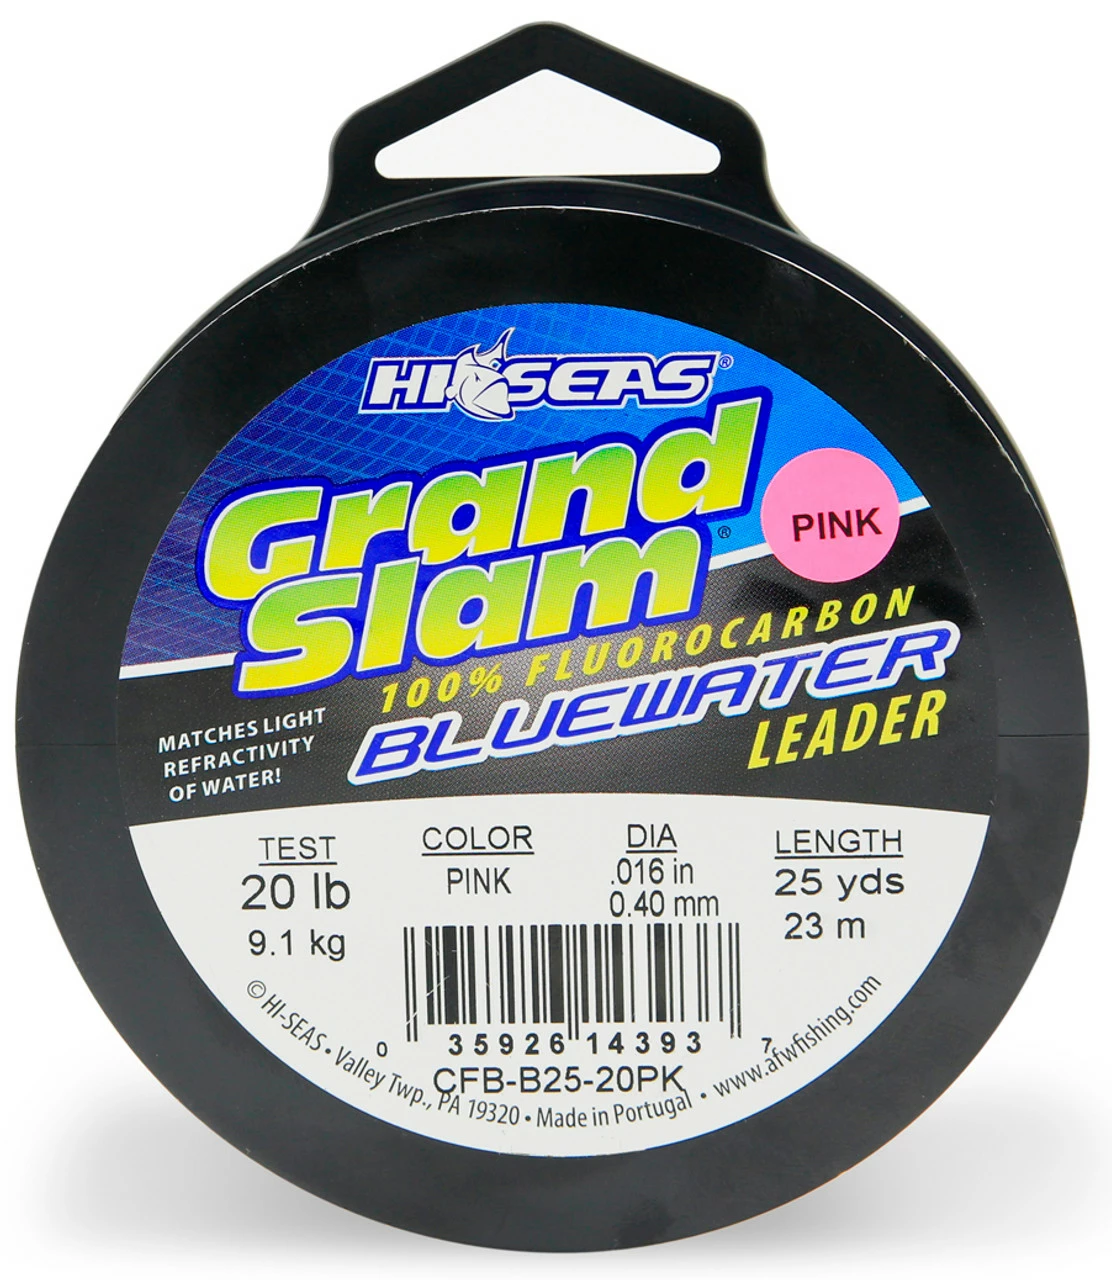 HI-SEAS®
Grand
Slam®
PINK
100% FLUOROCARBON
BLUEWATER
LEADER
MATCHES LIGHT
REFRACTIVITY
OF WATER!
TEST
20 lb
9.1 kg
COLOR
PINK
DIA
.016 in
0.40 mm
LENGTH
25 yds
23 m
0 35926 14393 7
CFB-B25-20PK
© HI-SEAS • Valley Twp., PA 19320 • Made in Portugal • www.afwfishing.com